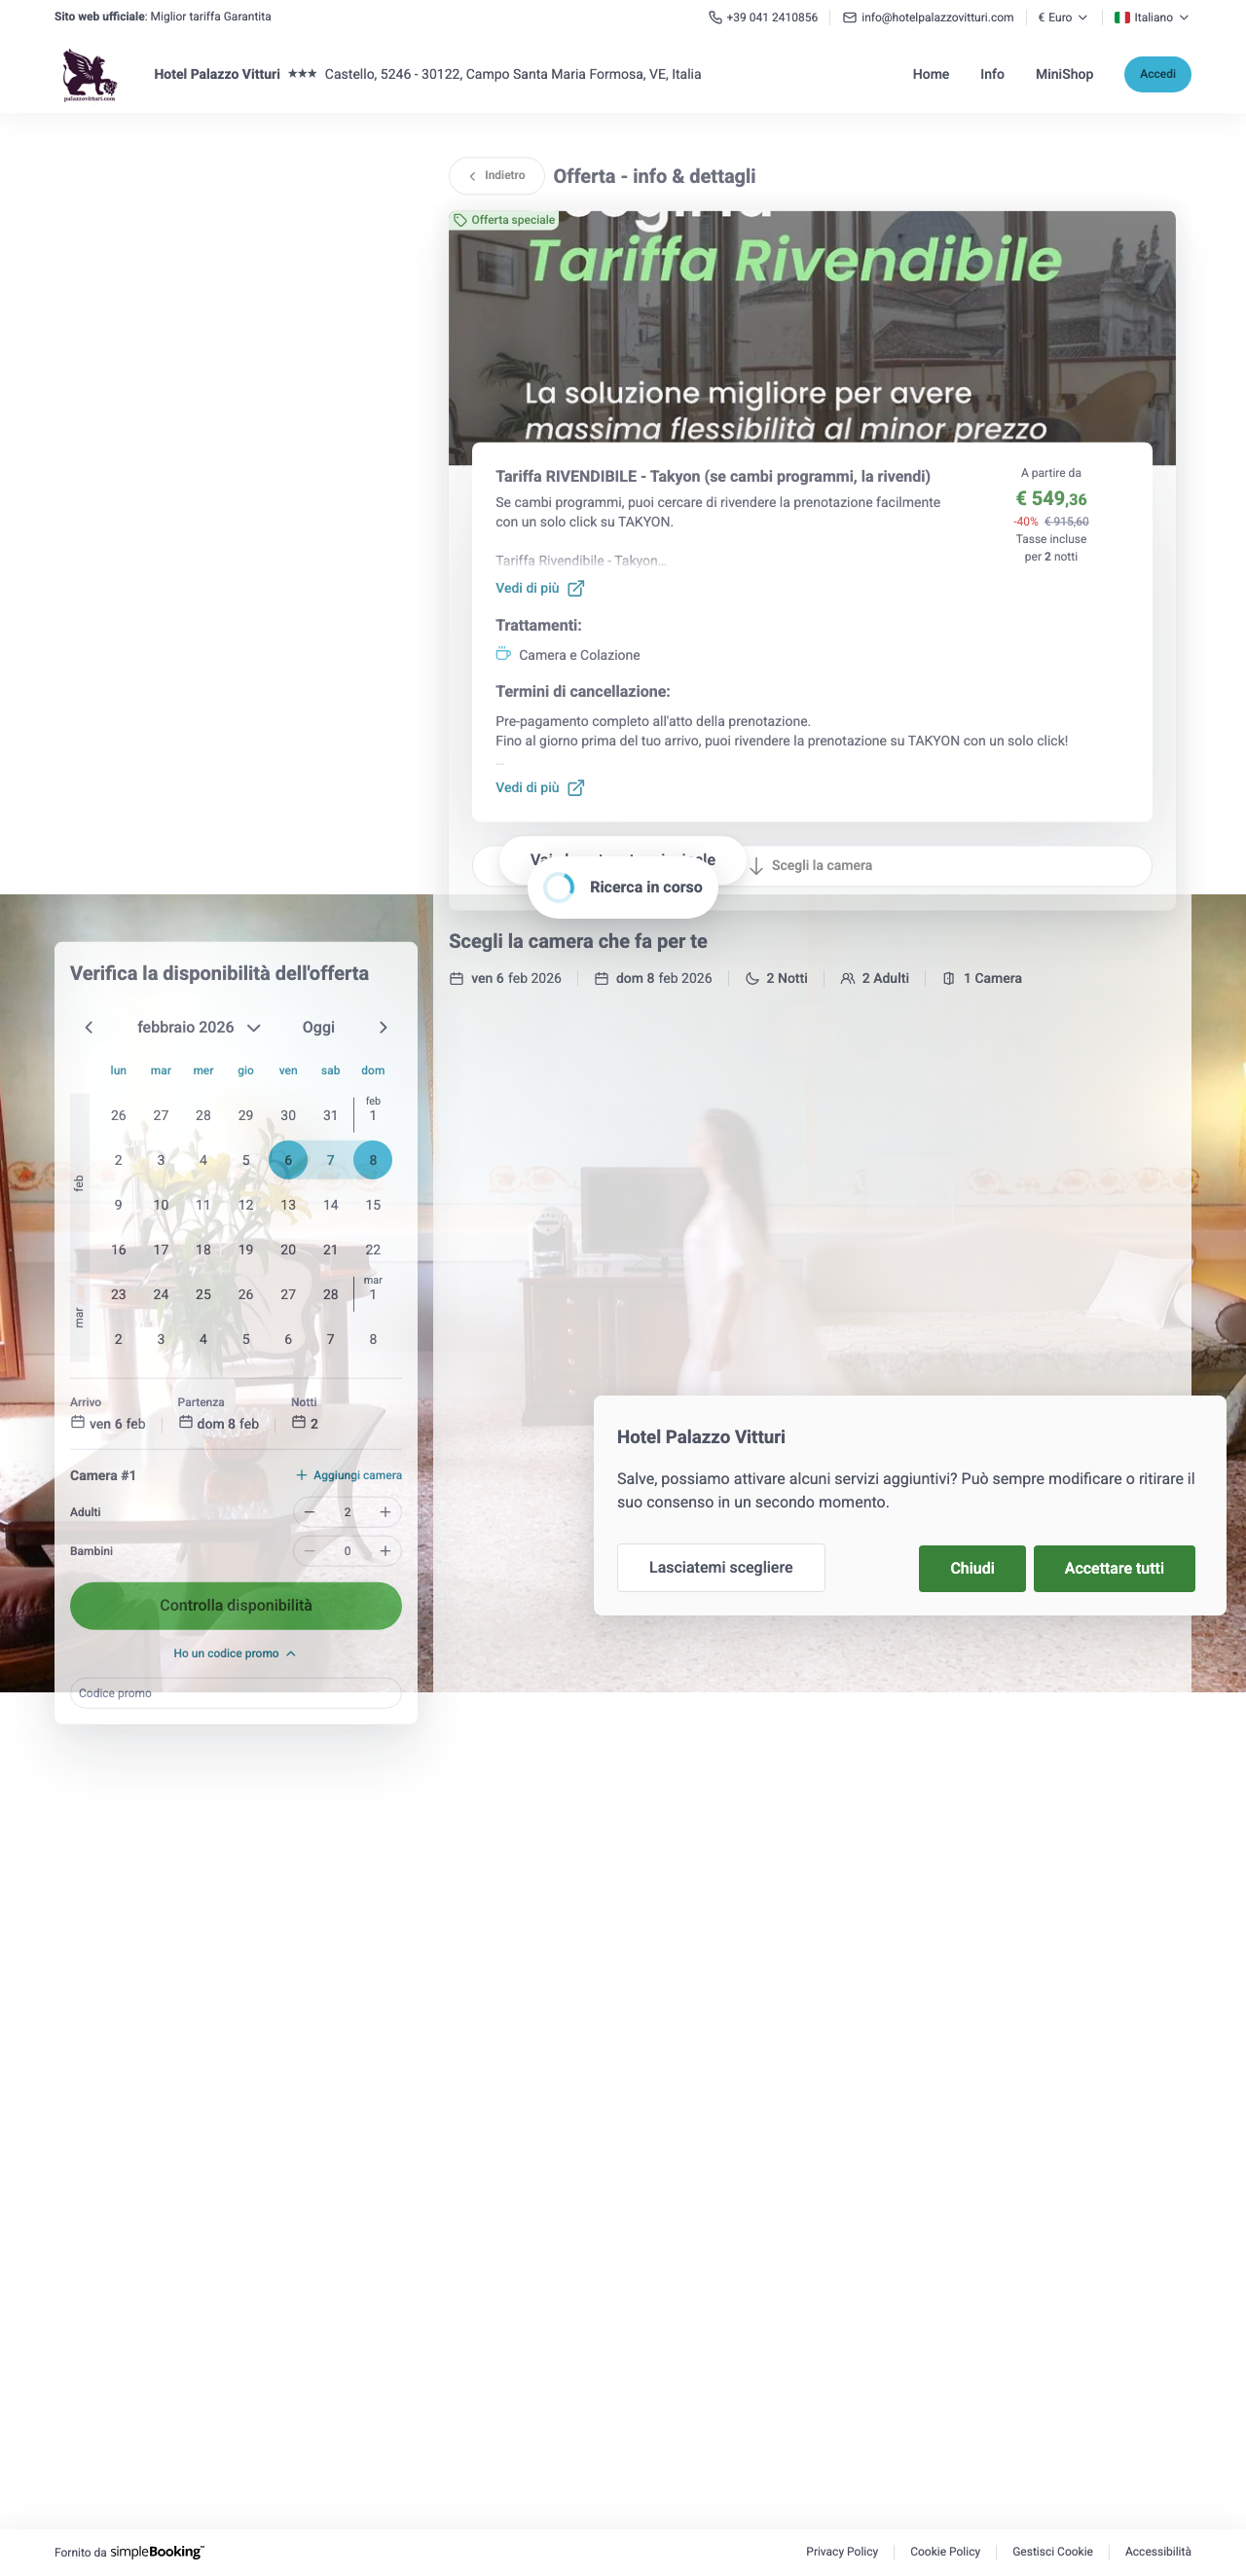 Sito web ufficiale: Miglior tariffa Garantita
+39 041 2410856
info@hotelpalazzovitturi.com
€ Euro
Italiano
palazzovitturi.com
Hotel Palazzo Vitturi ★★★ Castello, 5246 - 30122, Campo Santa Maria Formosa, VE, Italia
Home
Info
MiniShop
Accedi
Indietro
Offerta - info & dettagli
Offerta speciale
Tariffa Rivendibile
La soluzione migliore per avere
massima flessibilità al minor prezzo
Tariffa RIVENDIBILE - Takyon (se cambi programmi, la rivendi)
Se cambi programmi, puoi cercare di rivendere la prenotazione facilmente
con un solo click su TAKYON.
Tariffa Rivendibile - Takyon...
Vedi di più
A partire da
€ 549,36
-40% € 915,60
Tasse incluse
per 2 notti
Trattamenti:
Camera e Colazione
Termini di cancellazione:
Pre-pagamento completo all'atto della prenotazione.
Fino al giorno prima del tuo arrivo, puoi rivendere la prenotazione su TAKYON con un solo click!
...
Vedi di più
Scegli la camera
Ricerca in corso
Scegli la camera che fa per te
ven 6 feb 2026
dom 8 feb 2026
2 Notti
2 Adulti
1 Camera
Verifica la disponibilità dell'offerta
febbraio 2026
Oggi
lun mar mer gio ven sab dom
feb
26 27 28 29 30 31 1
2 3 4 5 6 7 8
feb
9 10 11 12 13 14 15
16 17 18 19 20 21 22
mar
23 24 25 26 27 28 1
mar
2 3 4 5 6 7 8
Arrivo
ven 6 feb
Partenza
dom 8 feb
Notti
2
Camera #1
Aggiungi camera
Adulti
2
Bambini
0
Controlla disponibilità
Ho un codice promo
Codice promo
Hotel Palazzo Vitturi
Salve, possiamo attivare alcuni servizi aggiuntivi? Può sempre modificare o ritirare il
suo consenso in un secondo momento.
Lasciatemi scegliere
Chiudi
Accettare tutti
Fornito da simpleBooking™
Privacy Policy
Cookie Policy
Gestisci Cookie
Accessibilità